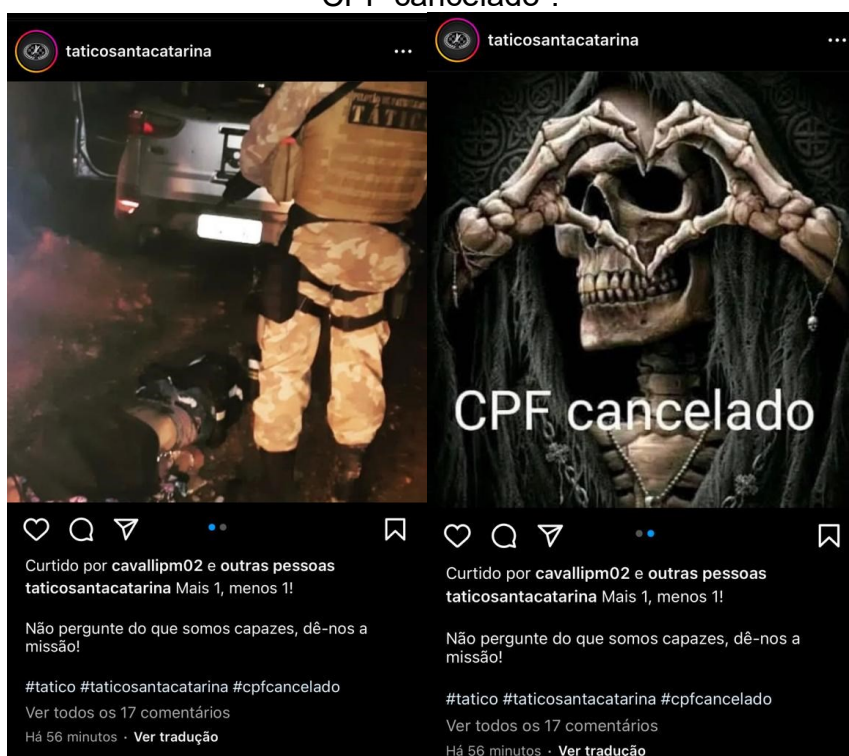 CPF cancelado".
taticosantacatarina
TÁTICO
Curtido por cavallipm02 e outras pessoas
taticosantacatarina Mais 1, menos 1!
Não pergunte do que somos capazes, dê-nos a
missão!
#tatico #taticosantacatarina #cpfcancelado
Ver todos os 17 comentários
Há 56 minutos · Ver tradução
taticosantacatarina
CPF cancelado
Curtido por cavallipm02 e outras pessoas
taticosantacatarina Mais 1, menos 1!
Não pergunte do que somos capazes, dê-nos a
missão!
#tatico #taticosantacatarina #cpfcancelado
Ver todos os 17 comentários
Há 56 minutos · Ver tradução